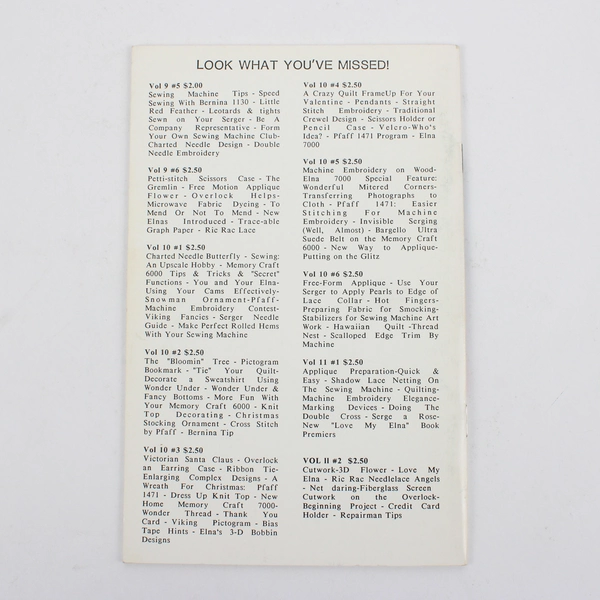 LOOK WHAT YOU'VE MISSED!
Vol 9 #5 $2.00
Sewing Machine Tips - Speed
Sewing With Bernina 1130 - Little
Red Feather - Leotards & tights
Sewn on Your Serger - Be A
Company Representative - Form
Your Own Sewing Machine Club-
Charted Needle Design - Double
Needle Embroidery
Vol 9 #6 $2.50
Petti-stitch Scissors Case - The
Gremlin - Free Motion Applique
Flower - Overlock Helps-
Microwave Fabric Dyeing - To
Mend Or Not To Mend - New
Elnas Introduced - Trace-able
Graph Paper - Ric Rac Lace
Vol 10 #1 $2.50
Charted Needle Butterfly - Sewing:
An Upscale Hobby - Memory Craft
6000 Tips & Tricks & "Secret"
Functions - You and Your Elna-
Using Your Cams Effectively-
Snowman Ornament-Pfaff-
Machine Embroidery Contest-
Viking Fancies - Serger Needle
Guide - Make Perfect Rolled Hems
With Your Sewing Machine
Vol 10 #2 $2.50
The "Bloomin" Tree - Pictogram
Bookmark - "Tie" Your Quilt-
Decorate a Sweatshirt Using
Wonder Under - Wonder Under &
Fancy Bottoms - More Fun With
Your Memory Craft 6000 - Knit
Top Decorating - Christmas
Stocking Ornament - Cross Stitch
by Pfaff - Bernina Tip
Vol 10 #3 $2.50
Victorian Santa Claus - Overlock
an Earring Case - Ribbon Tie-
Enlarging Complex Designs - A
Wreath For Christmas: Pfaff
1471 - Dress Up Knit Top - New
Home Memory Craft 7000-
Wonder Thread - Thank You
Card - Viking Pictogram - Bias
Tape Hints - Elna's 3-D Bobbin
Designs
Vol 10 #4 $2.50
A Crazy Quilt FrameUp For Your
Valentine - Pendants - Straight
Stitch Embroidery - Traditional
Crewel Design - Scissors Holder or
Pencil Case - Velcro-Who's
Idea? - Pfaff 1471 Program - Elna
7000
Vol 10 #5 $2.50
Machine Embroidery on Wood-
Elna 7000 Special Feature:
Wonderful Mitered Corners-
Transferring Photographs to
Cloth - Pfaff 1471: Easier
Stitching For Machine
Embroidery - Invisible Serging
(Well, Almost) - Bargello Ultra
Suede Belt on the Memory Craft
6000 - New Way to Applique-
Putting on the Glitz
Vol 10 #6 $2.50
Free-Form Applique - Use Your
Serger to Apply Pearls to Edge of
Lace Collar - Hot Fingers-
Preparing Fabric for Smocking-
Stabilizers for Sewing Machine Art
Work - Hawaiian Quilt -Thread
Nest - Scalloped Edge Trim By
Machine
Vol 11 #1 $2.50
Applique Preparation-Quick &
Easy - Shadow Lace Netting On
The Sewing Machine - Quilting-
Machine Embroidery Elegance-
Marking Devices - Doing The
Double Cross - Serge a Rose-
New "Love My Elna" Book
Premiers
VOL II #2 $2.50
Cutwork-3D Flower - Love My
Elna - Ric Rac Needlelace Angels
- Net daring-Fiberglass Screen
Cutwork on the Overlock-
Beginning Project - Credit Card
Holder - Repairman Tips